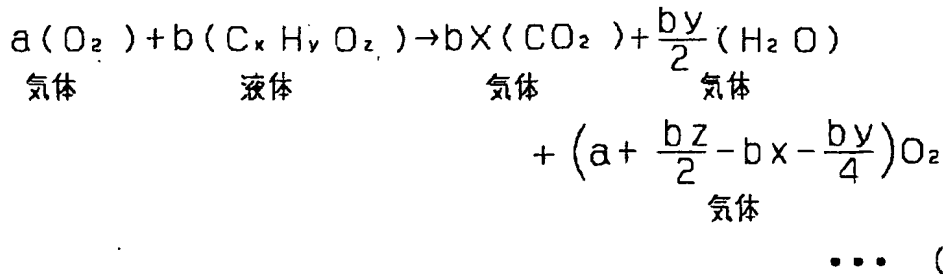 a(O₂)+b(CₓHᵧO_z)→bX(CO₂)+by/2(H₂O)
気体 液体 気体 気体
+(a+bz/2-bx-by/4)O₂
気体
••• (